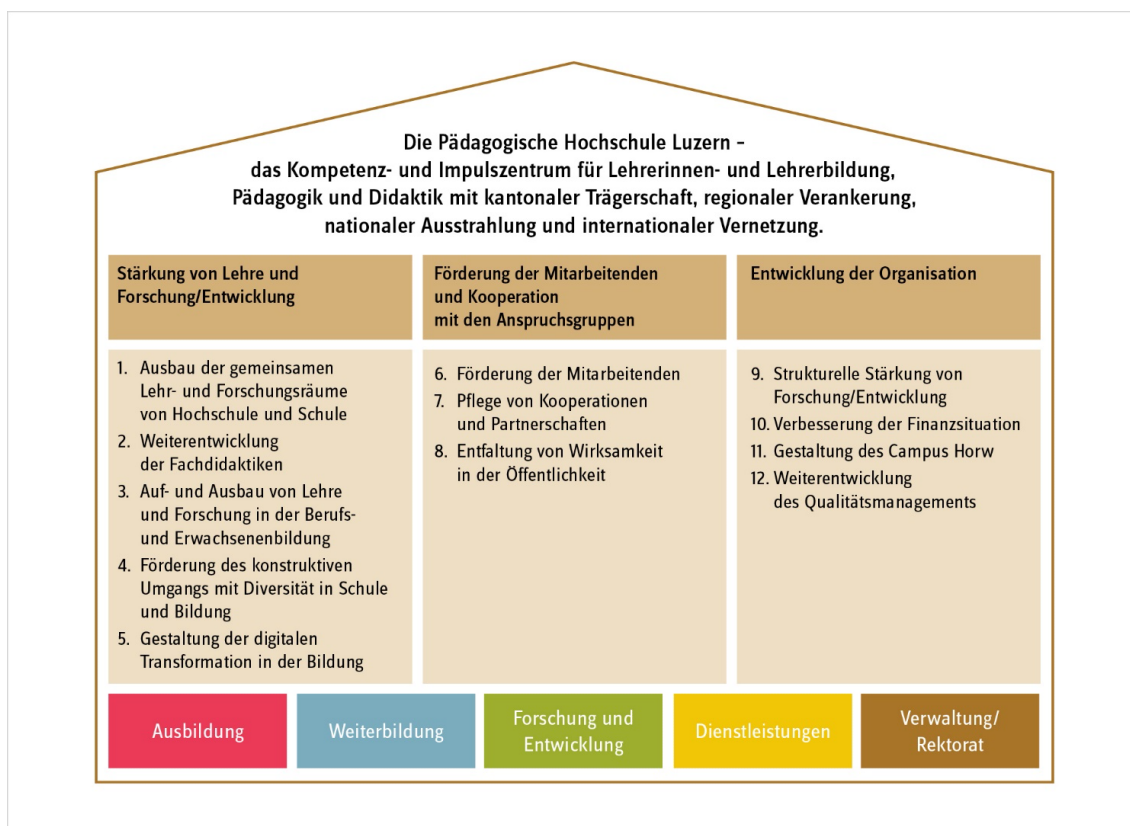 Die Pädagogische Hochschule Luzern –
das Kompetenz- und Impulszentrum für Lehrerinnen- und Lehrerbildung,
Pädagogik und Didaktik mit kantonaler Trägerschaft, regionaler Verankerung,
nationaler Ausstrahlung und internationaler Vernetzung.
Stärkung von Lehre und
Forschung/Entwicklung
1. Ausbau der gemeinsamen
Lehr- und Forschungsräume
von Hochschule und Schule
2. Weiterentwicklung
der Fachdidaktiken
3. Auf- und Ausbau von Lehre
und Forschung in der Berufs-
und Erwachsenenbildung
4. Förderung des konstruktiven
Umgangs mit Diversität in Schule
und Bildung
5. Gestaltung der digitalen
Transformation in der Bildung
Förderung der Mitarbeitenden
und Kooperation
mit den Anspruchsgruppen
6. Förderung der Mitarbeitenden
7. Pflege von Kooperationen
und Partnerschaften
8. Entfaltung von Wirksamkeit
in der Öffentlichkeit
Entwicklung der Organisation
9. Strukturelle Stärkung von
Forschung/Entwicklung
10. Verbesserung der Finanzsituation
11. Gestaltung des Campus Horw
12. Weiterentwicklung
des Qualitätsmanagements
Ausbildung
Weiterbildung
Forschung und
Entwicklung
Dienstleistungen
Verwaltung/
Rektorat